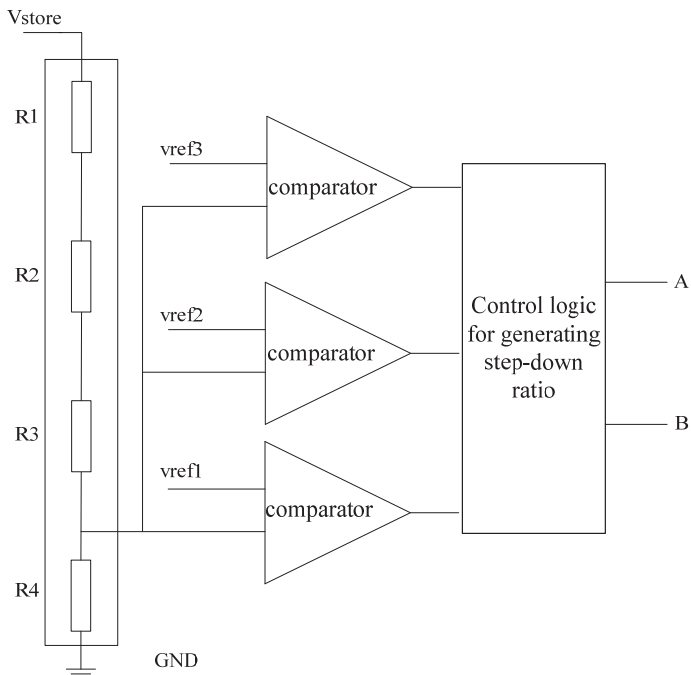 Vstore
R1
R2
R3
R4
GND
vref3
comparator
vref2
comparator
vref1
comparator
Control logic
for generating
step-down
ratio
A
B